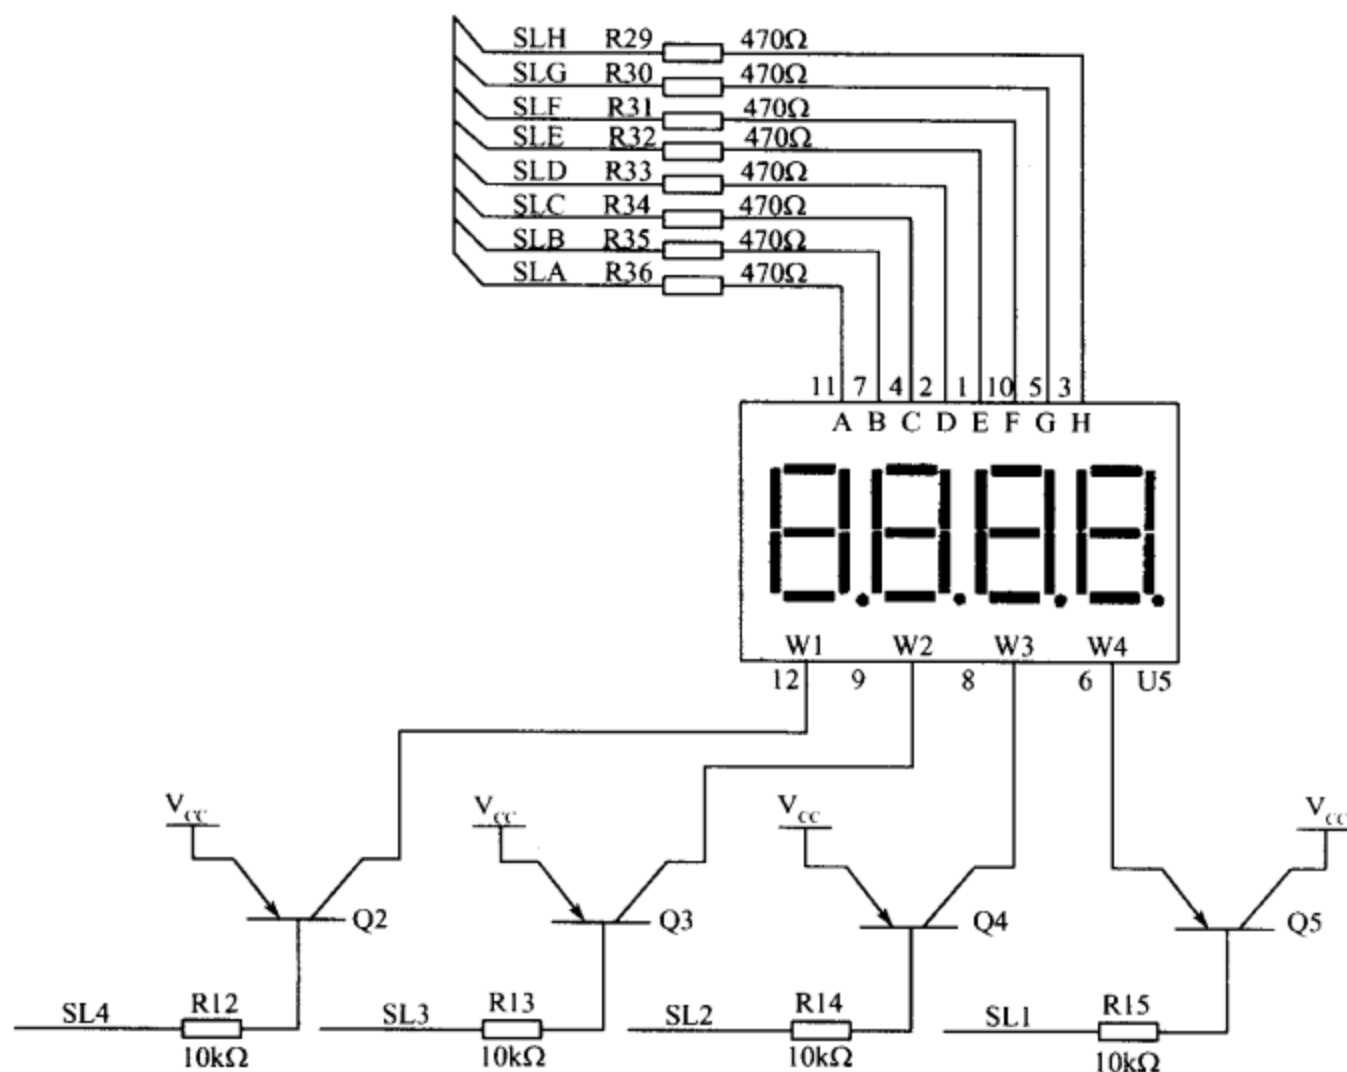 SLH R29 470Ω
SLG R30 470Ω
SLF R31 470Ω
SLE R32 470Ω
SLD R33 470Ω
SLC R34 470Ω
SLB R35 470Ω
SLA R36 470Ω
11 7 4 2 1 10 5 3
A B C D E F G H
W1 W2 W3 W4
12 9 8 6 U5
VCC VCC VCC VCC
Q2 Q3 Q4 Q5
SL4 R12 SL3 R13 SL2 R14 SL1 R15
10kΩ 10kΩ 10kΩ 10kΩ